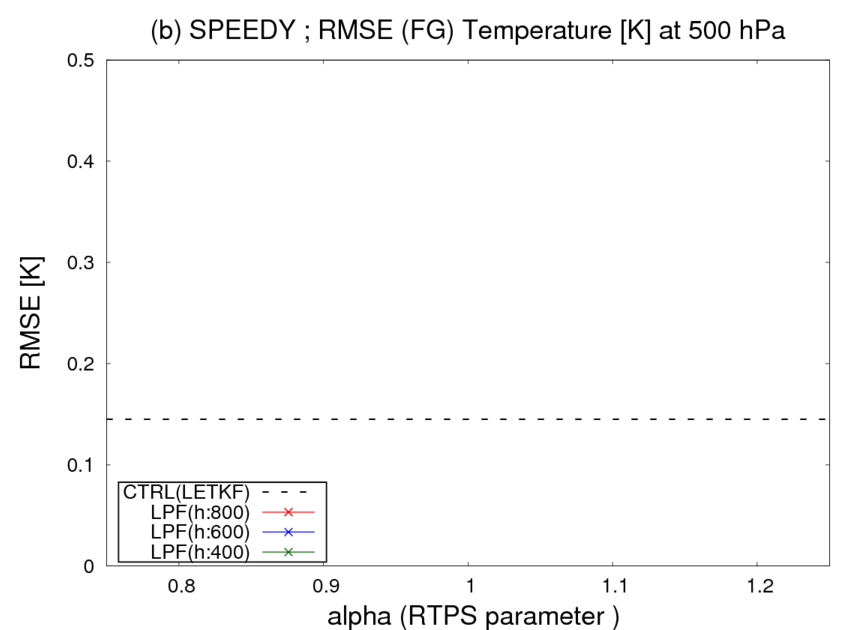 (b) SPEEDY ; RMSE (FG) Temperature [K] at 500 hPa
0.5
0.4
0.3
0.2
0.1
0
RMSE [K]
CTRL(LETKF)
LPF(h:800)
LPF(h:600)
LPF(h:400)
0.8 0.9 1 1.1 1.2
alpha (RTPS parameter )